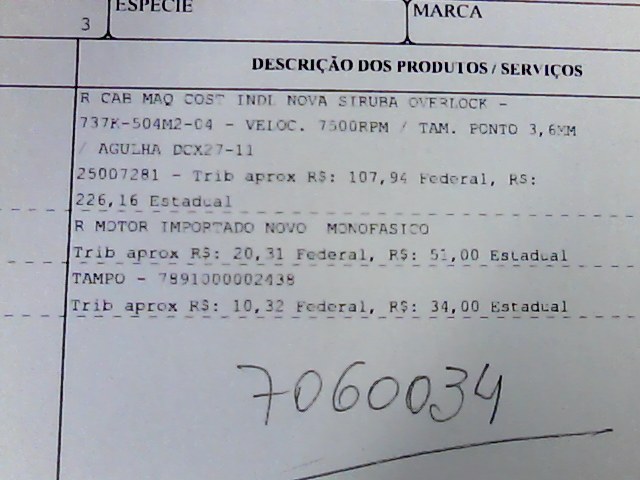 3
ESPÉCIE
MARCA
DESCRIÇÃO DOS PRODUTOS / SERVIÇOS
R CAB MAQ COST INDL NOVA SIRUBA OVERLOCK -
737K-504M2-04 - VELOC. 7500RPM / TAM. PONTO 3,6MM
/ AGULHA DCX27-11
25007281 - Trib aprox R$: 107,94 Federal, R$:
226,16 Estadual
R MOTOR IMPORTADO NOVO MONOFASICO
Trib aprox R$: 20,31 Federal, R$: 51,00 Estadual
TAMPO - 7891000002438
Trib aprox R$: 10,32 Federal, R$: 34,00 Estadual
7060034